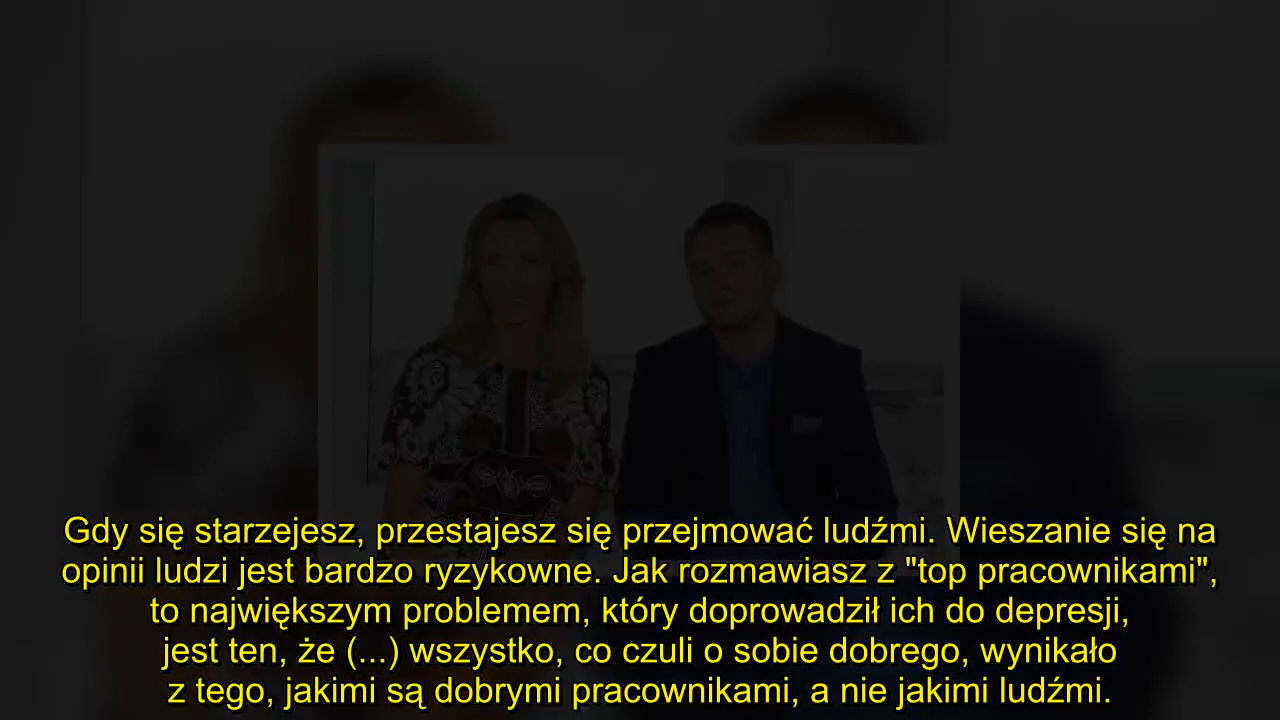 Gdy się starzejesz, przestajesz się przejmować ludźmi. Wieszanie się na
opinii ludzi jest bardzo ryzykowne. Jak rozmawiasz z "top pracownikami",
to największym problemem, który doprowadził ich do depresji,
jest ten, że (...) wszystko, co czuli o sobie dobrego, wynikało
z tego, jakimi są dobrymi pracownikami, a nie jakimi ludźmi.